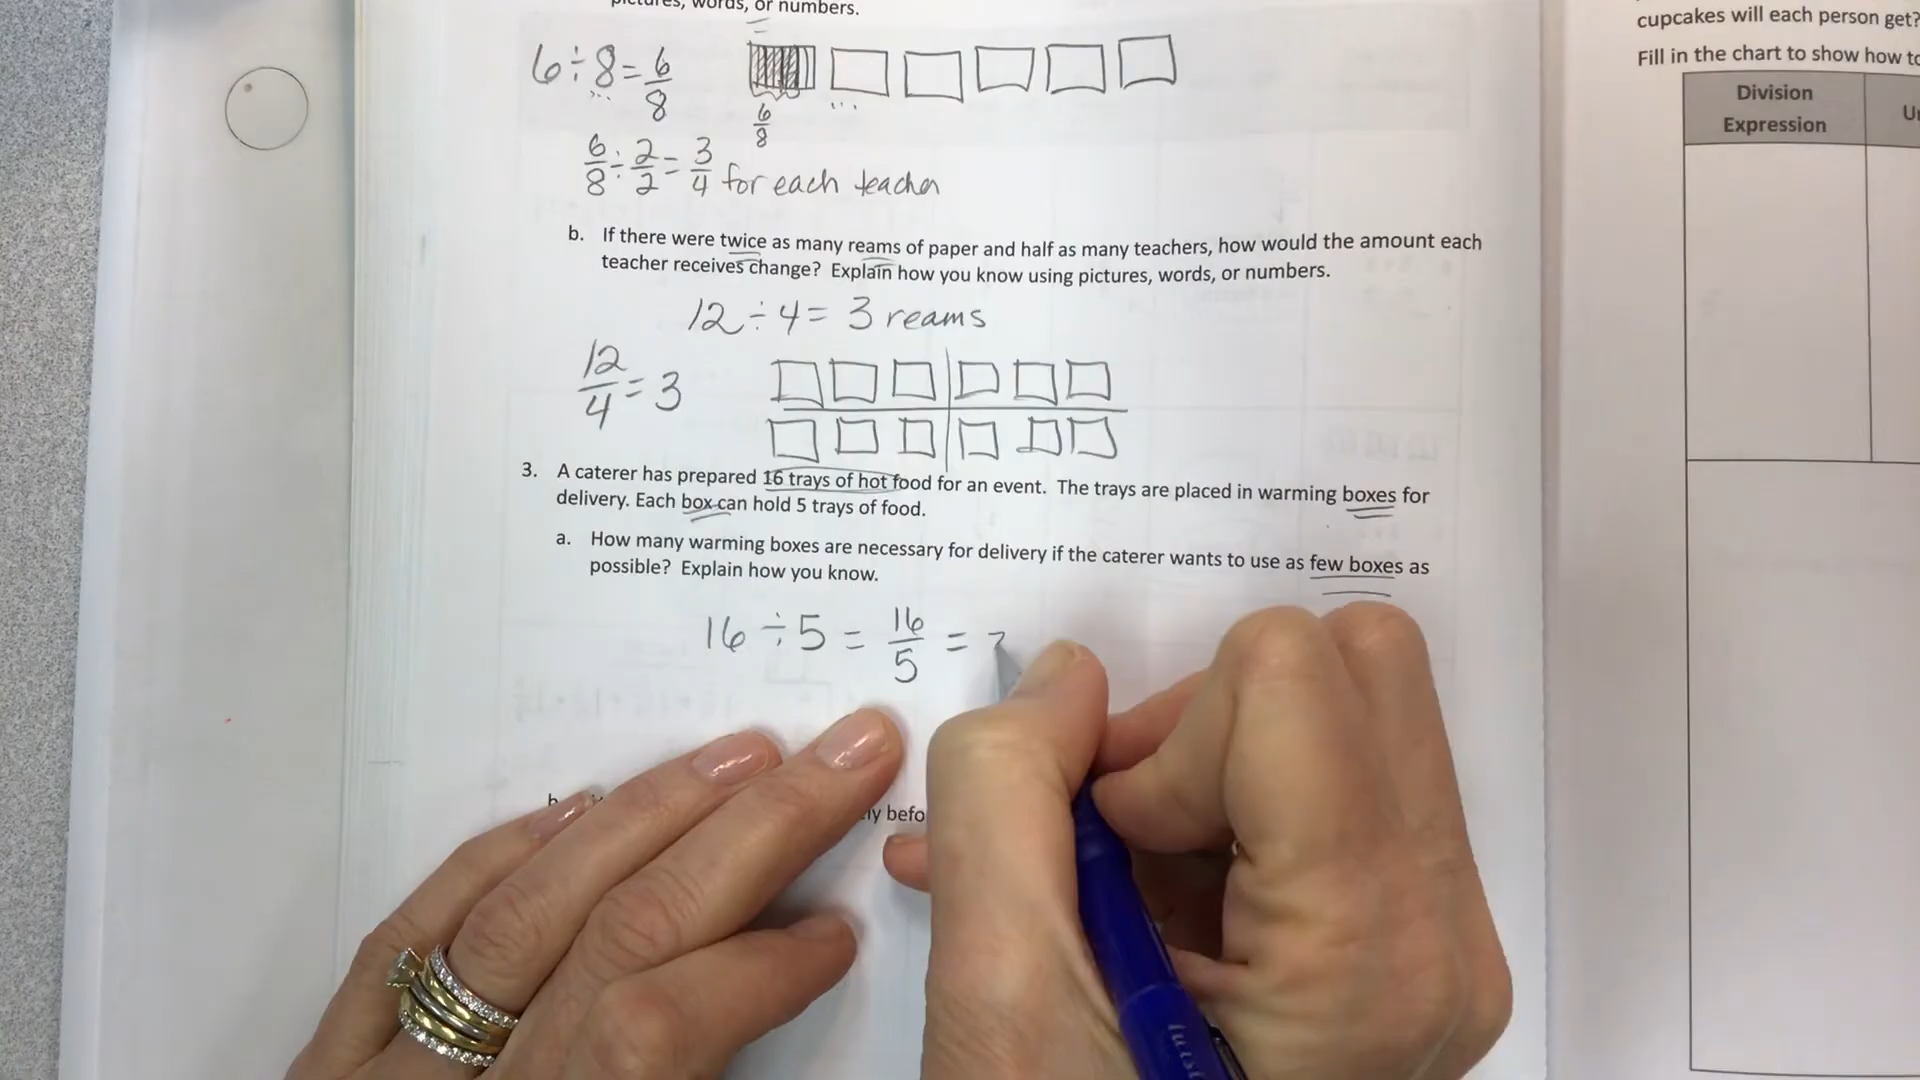 pictures, words, or numbers.
6 ÷ 8 = 6/8
6/8
6/8 ÷ 2/2 = 3/4 for each teacher
b. If there were twice as many reams of paper and half as many teachers, how would the amount each
teacher receives change? Explain how you know using pictures, words, or numbers.
12 ÷ 4 = 3 reams
12/4 = 3
3. A caterer has prepared 16 trays of hot food for an event. The trays are placed in warming boxes for
delivery. Each box can hold 5 trays of food.
a. How many warming boxes are necessary for delivery if the caterer wants to use as few boxes as
possible? Explain how you know.
16 ÷ 5 = 16/5 =
befo
cupcakes will each person get?
Fill in the chart to show how to
Division
Expression
twist